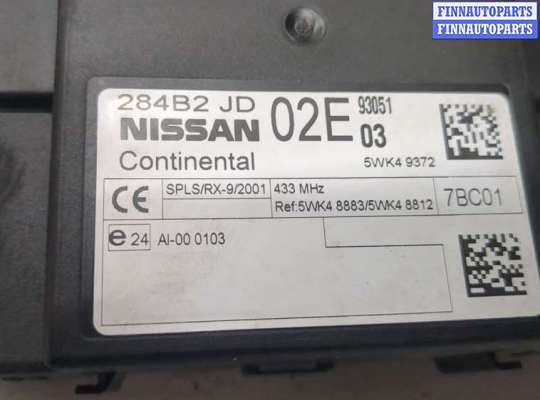 FINNAUTOPARTS
FINNAUTOPARTS
284B2 JD 02E 93051
NISSAN 03
Continental 5WK4 9372
CE SPLS/RX-9/2001 433 MHz
Ref:5WK4 8883/5WK4 8812 7BC01
e 24 AI-00 0103